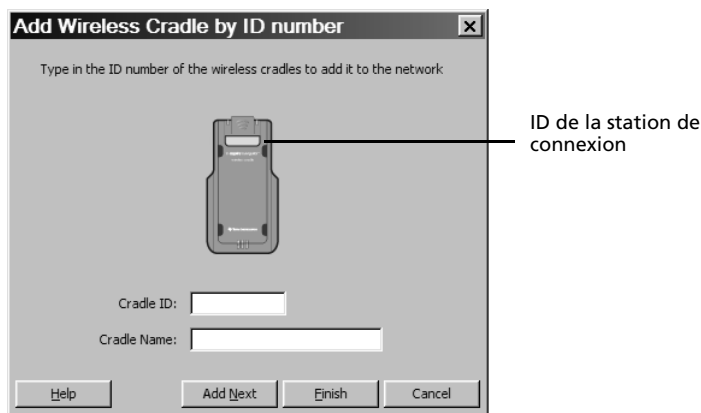 Add Wireless Cradle by ID number
Type in the ID number of the wireless cradles to add it to the network
ID de la station de
connexion
Cradle ID:
Cradle Name:
Help
Add Next
Finish
Cancel